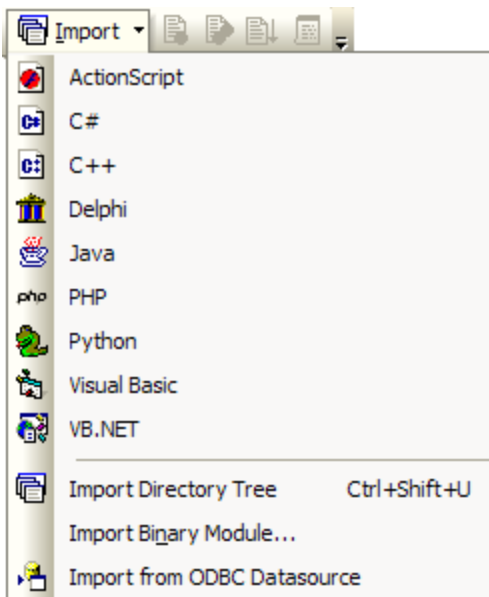 Import
ActionScript
C#
C++
Delphi
Java
php PHP
Python
Visual Basic
VB.NET
Import Directory Tree Ctrl+Shift+U
Import Binary Module...
Import from ODBC Datasource